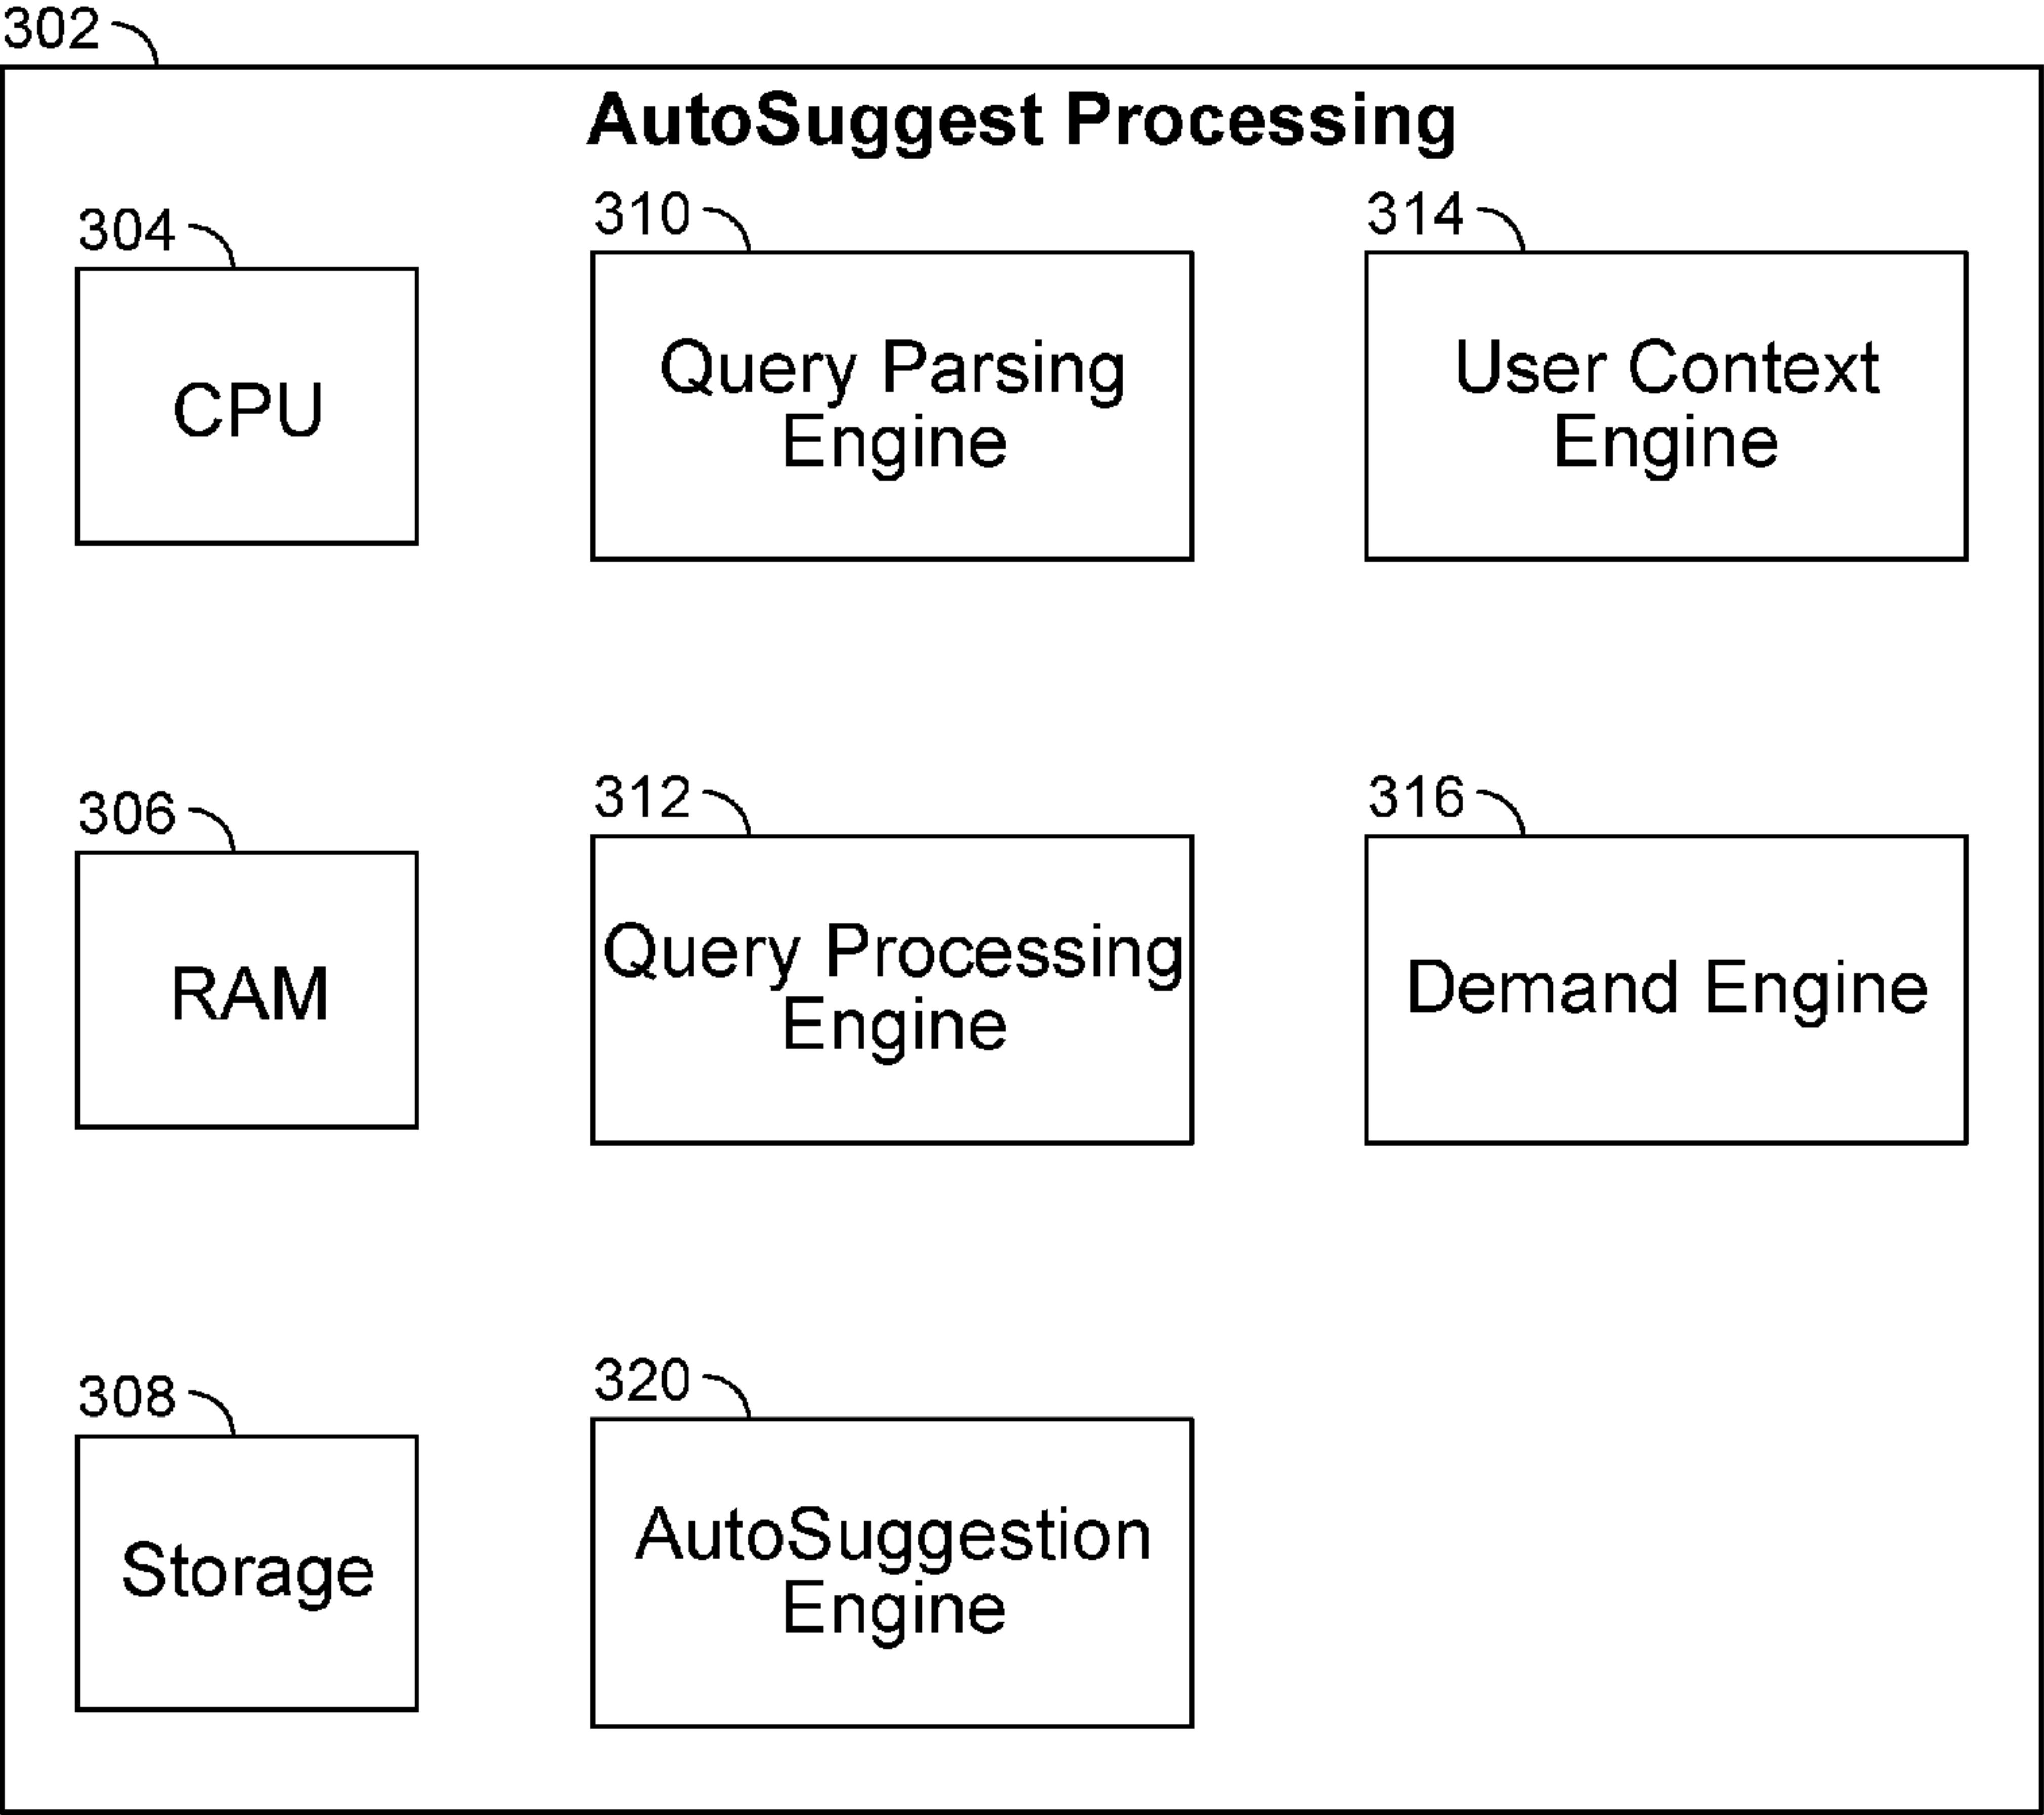 302
AutoSuggest Processing
304
CPU
310
Query Parsing
Engine
314
User Context
Engine
306
RAM
312
Query Processing
Engine
316
Demand Engine
308
Storage
320
AutoSuggestion
Engine